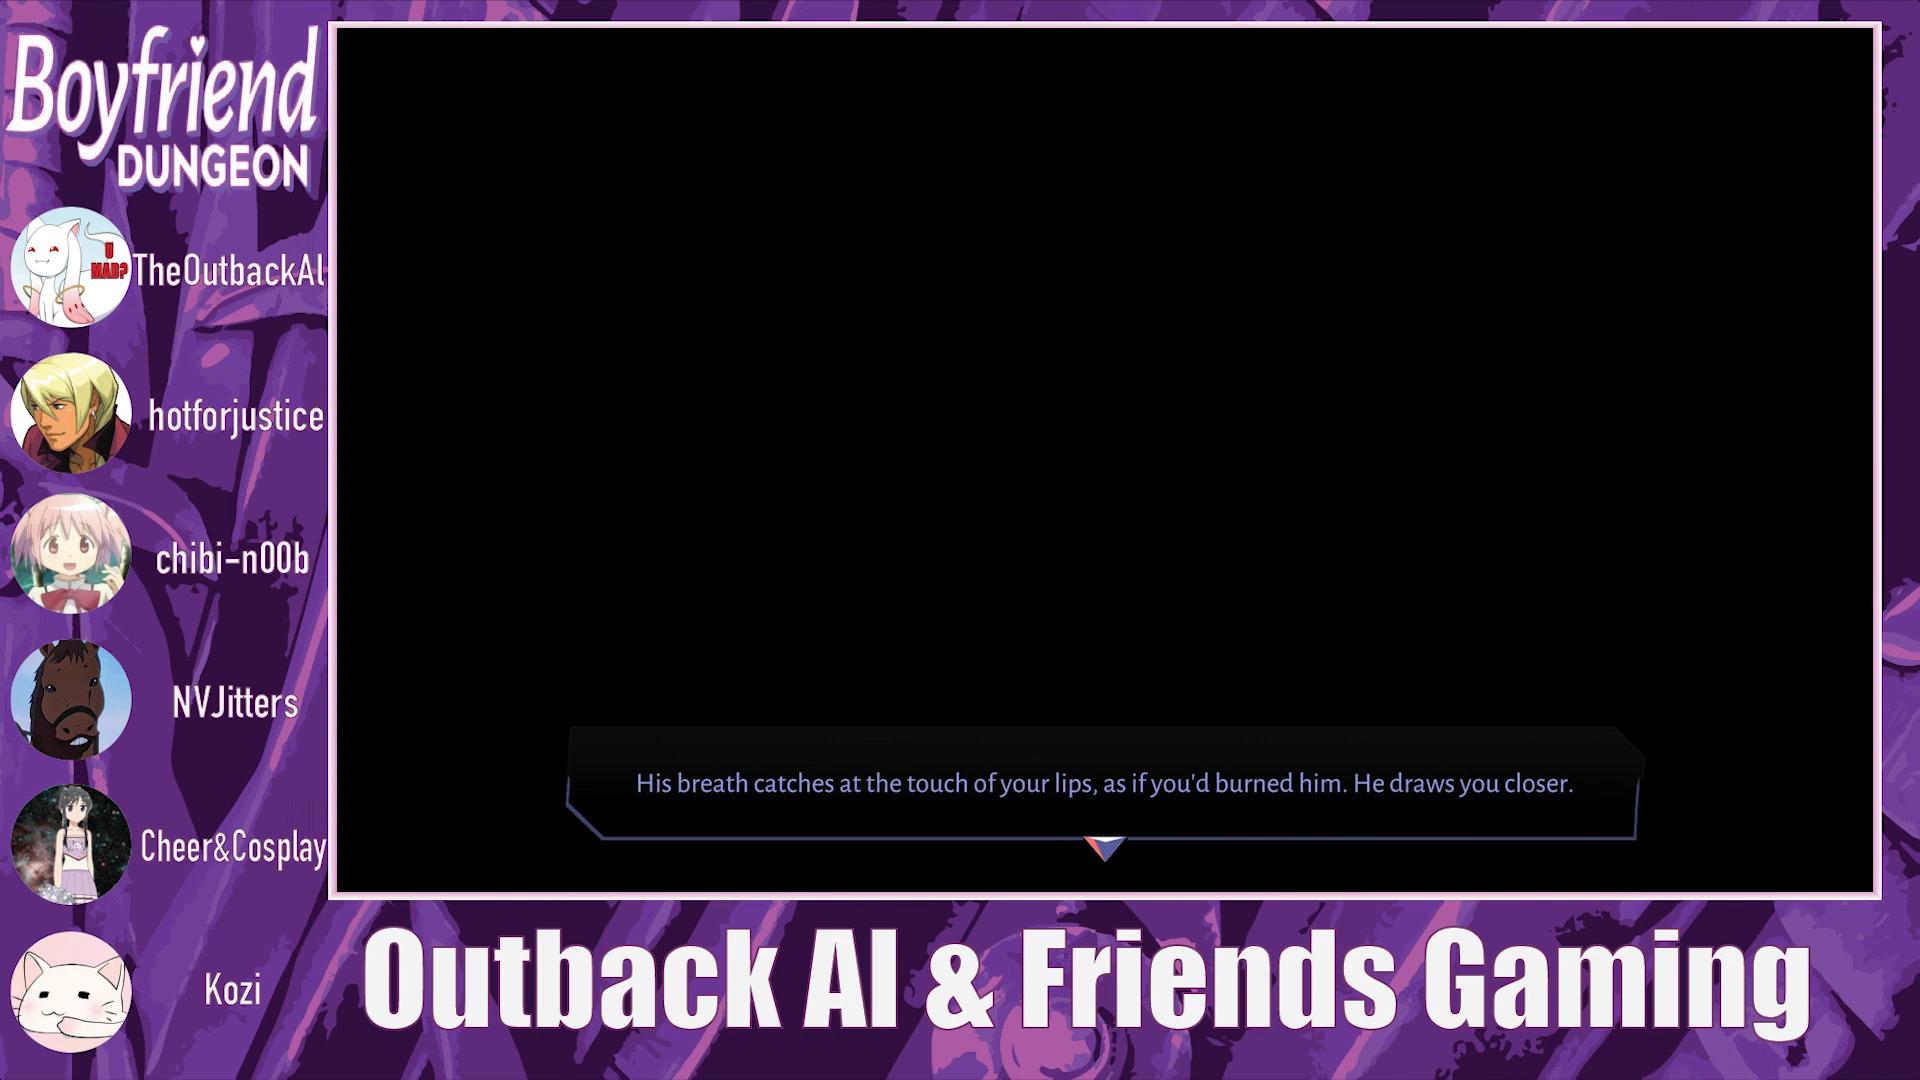 Boyfriend
DUNGEON
U
MAD?
TheOutbackAl
hotforjustice
chibi-n00b
NVJitters
Cheer&Cosplay
Kozi
His breath catches at the touch of your lips, as if you'd burned him. He draws you closer.
Outback Al & Friends Gaming